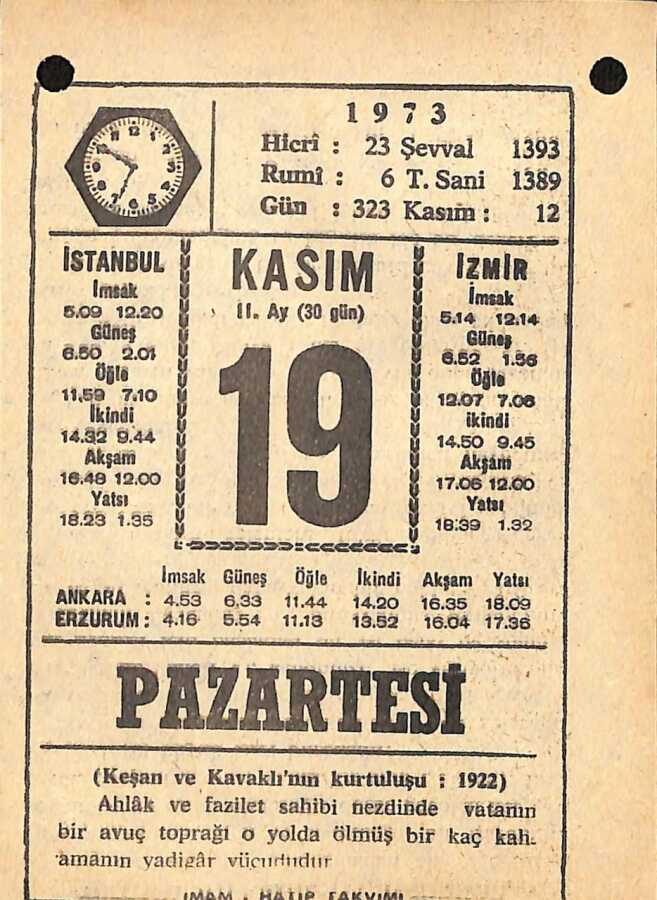 1973
Hicrî : 23 Şevval 1393
Rumî : 6 T. Sani 1389
Gün : 323 Kasım : 12
İSTANBUL
İmsak
5.09 12.20
Güneş
6.50 2.01
Öğle
11.59 7.10
İkindi
14.32 9.44
Akşam
16.48 12.00
Yatsı
18.23 1.35
KASIM
11. Ay (30 gün)
19
İZMİR
İmsak
5.14 12.14
Güneş
6.52 1.56
Öğle
12.07 7.08
ikindi
14.50 9.45
Akşam
17.06 12.00
Yatsı
18.39 1.32
İmsak Güneş Öğle İkindi Akşam Yatsı
ANKARA : 4.53 6.33 11.44 14.20 16.35 18.09
ERZURUM : 4.16 5.54 11.13 13.52 16.04 17.36
PAZARTESİ
(Keşan ve Kavaklı'nın kurtuluşu : 1922)
Ahlâk ve fazilet sahibi nezdinde vatanın
bir avuç toprağı o yolda ölmüş bir kaç kah-
amanın yadigâr vücududur
İMAM - HATİP TAKVİMİ